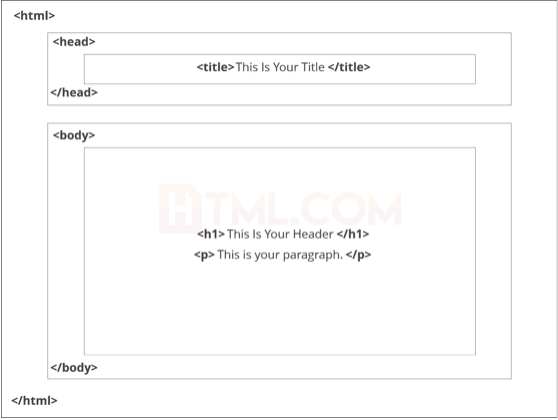 <html>
<head>
<title>This Is Your Title </title>
</head>
<body>
HTML.COM
<h1> This Is Your Header </h1>
<p> This is your paragraph. </p>
</body>
</html>